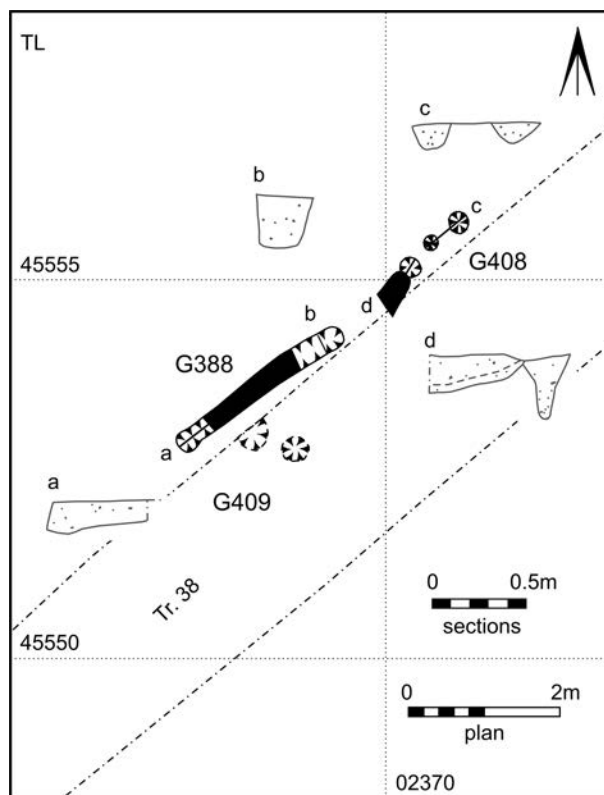 TL
c
b
c
45555
G408
b
d
G388
d
a
a
G409
Tr. 38
0 0.5m
sections
45550
0 2m
plan
02370